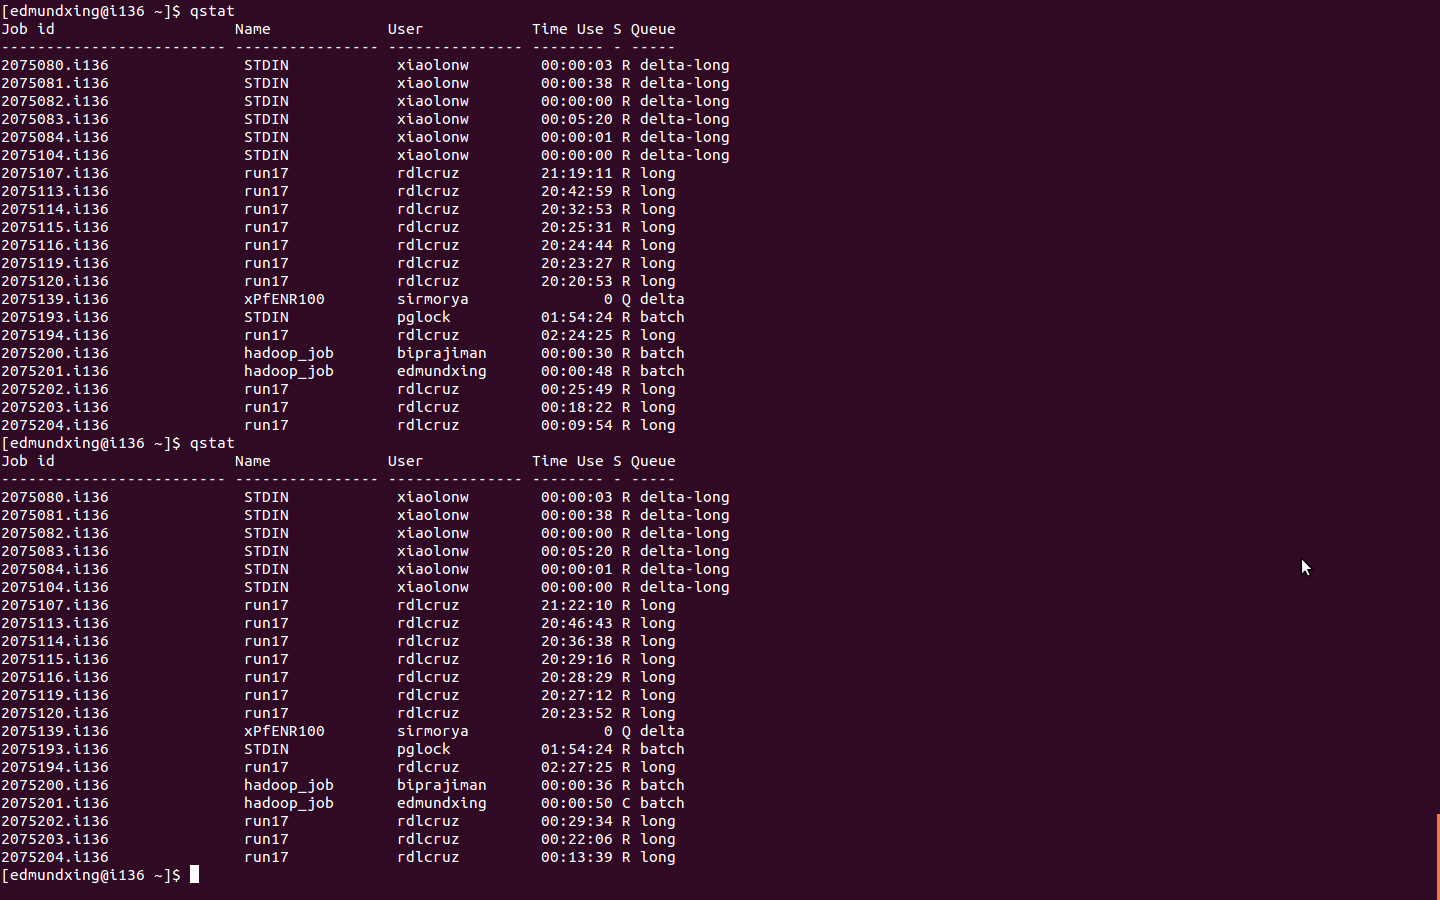 [edmundxing@i136 ~]$ qstat
Job id                    Name             User            Time Use S Queue
------------------------- ---------------- --------------- -------- - -----
2075080.i136               STDIN            xiaolonw        00:00:03 R delta-long
2075081.i136               STDIN            xiaolonw        00:00:38 R delta-long
2075082.i136               STDIN            xiaolonw        00:00:00 R delta-long
2075083.i136               STDIN            xiaolonw        00:05:20 R delta-long
2075084.i136               STDIN            xiaolonw        00:00:01 R delta-long
2075104.i136               STDIN            xiaolonw        00:00:00 R delta-long
2075107.i136               run17            rdlcruz         21:19:11 R long
2075113.i136               run17            rdlcruz         20:42:59 R long
2075114.i136               run17            rdlcruz         20:32:53 R long
2075115.i136               run17            rdlcruz         20:25:31 R long
2075116.i136               run17            rdlcruz         20:24:44 R long
2075119.i136               run17            rdlcruz         20:23:27 R long
2075120.i136               run17            rdlcruz         20:20:53 R long
2075139.i136               xPfENR100        sirmorya               0 Q delta
2075193.i136               STDIN            pglock          01:54:24 R batch
2075194.i136               run17            rdlcruz         02:24:25 R long
2075200.i136               hadoop_job       biprajiman      00:00:30 R batch
2075201.i136               hadoop_job       edmundxing      00:00:48 R batch
2075202.i136               run17            rdlcruz         00:25:49 R long
2075203.i136               run17            rdlcruz         00:18:22 R long
2075204.i136               run17            rdlcruz         00:09:54 R long
[edmundxing@i136 ~]$ qstat
Job id                    Name             User            Time Use S Queue
------------------------- ---------------- --------------- -------- - -----
2075080.i136               STDIN            xiaolonw        00:00:03 R delta-long
2075081.i136               STDIN            xiaolonw        00:00:38 R delta-long
2075082.i136               STDIN            xiaolonw        00:00:00 R delta-long
2075083.i136               STDIN            xiaolonw        00:05:20 R delta-long
2075084.i136               STDIN            xiaolonw        00:00:01 R delta-long
2075104.i136               STDIN            xiaolonw        00:00:00 R delta-long
2075107.i136               run17            rdlcruz         21:22:10 R long
2075113.i136               run17            rdlcruz         20:46:43 R long
2075114.i136               run17            rdlcruz         20:36:38 R long
2075115.i136               run17            rdlcruz         20:29:16 R long
2075116.i136               run17            rdlcruz         20:28:29 R long
2075119.i136               run17            rdlcruz         20:27:12 R long
2075120.i136               run17            rdlcruz         20:23:52 R long
2075139.i136               xPfENR100        sirmorya               0 Q delta
2075193.i136               STDIN            pglock          01:54:24 R batch
2075194.i136               run17            rdlcruz         02:27:25 R long
2075200.i136               hadoop_job       biprajiman      00:00:36 R batch
2075201.i136               hadoop_job       edmundxing      00:00:50 C batch
2075202.i136               run17            rdlcruz         00:29:34 R long
2075203.i136               run17            rdlcruz         00:22:06 R long
2075204.i136               run17            rdlcruz         00:13:39 R long
[edmundxing@i136 ~]$